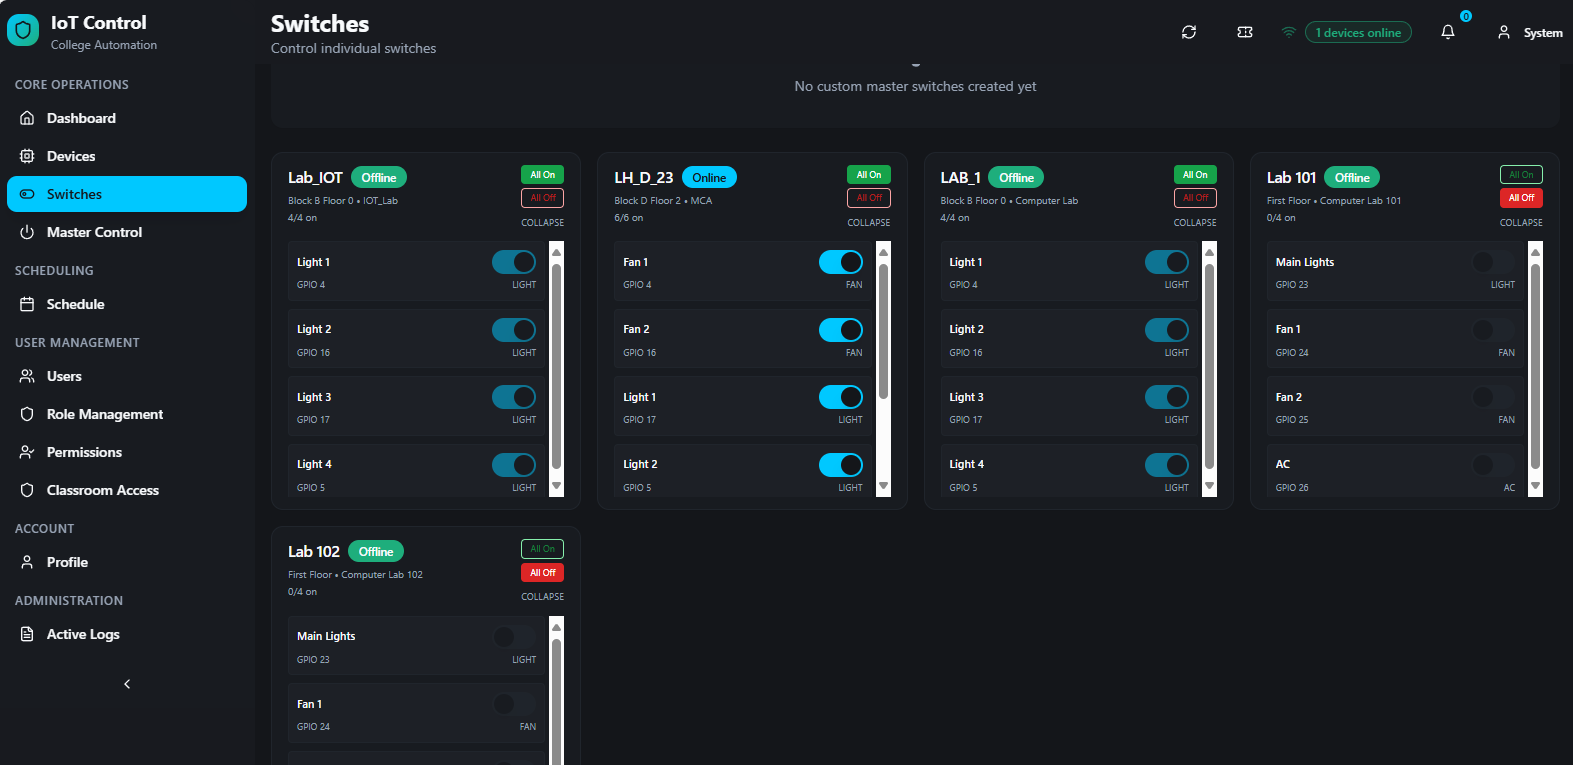 IoT Control
College Automation
CORE OPERATIONS
Dashboard
Devices
Switches
Master Control
SCHEDULING
Schedule
USER MANAGEMENT
Users
Role Management
Permissions
Classroom Access
ACCOUNT
Profile
ADMINISTRATION
Active Logs
Switches
Control individual switches
1 devices online
0
System
No custom master switches created yet
Lab_IOT Offline All On
Block B Floor 0 • IOT_Lab All Off
4/4 on COLLAPSE
Light 1
GPIO 4 LIGHT
Light 2
GPIO 16 LIGHT
Light 3
GPIO 17 LIGHT
Light 4
GPIO 5 LIGHT
LH_D_23 Online All On
Block D Floor 2 • MCA All Off
6/6 on COLLAPSE
Fan 1
GPIO 4 FAN
Fan 2
GPIO 16 FAN
Light 1
GPIO 17 LIGHT
Light 2
GPIO 5 LIGHT
LAB_1 Offline All On
Block B Floor 0 • Computer Lab All Off
4/4 on COLLAPSE
Light 1
GPIO 4 LIGHT
Light 2
GPIO 16 LIGHT
Light 3
GPIO 17 LIGHT
Light 4
GPIO 5 LIGHT
Lab 101 Offline All On
First Floor • Computer Lab 101 All Off
0/4 on COLLAPSE
Main Lights
GPIO 23 LIGHT
Fan 1
GPIO 24 FAN
Fan 2
GPIO 25 FAN
AC
GPIO 26 AC
Lab 102 Offline All On
First Floor • Computer Lab 102 All Off
0/4 on COLLAPSE
Main Lights
GPIO 23 LIGHT
Fan 1
GPIO 24 FAN